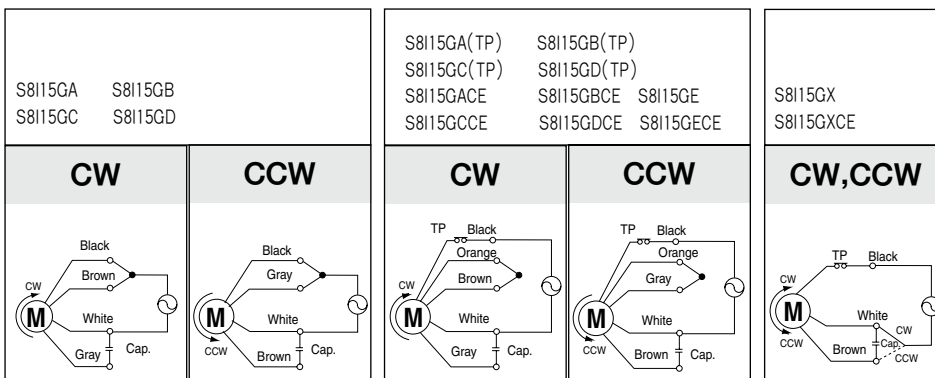 S8I15GA S8I15GB
S8I15GC S8I15GD
CW CCW
Black
Brown
CW
M
White
Gray Cap.
Black
Gray
M
White
CCW
Brown Cap.
S8I15GA(TP) S8I15GB(TP)
S8I15GC(TP) S8I15GD(TP)
S8I15GACE S8I15GBCE S8I15GE
S8I15GCCE S8I15GDCE S8I15GECE
CW CCW
TP Black
Orange
Brown
CW
M
White
Gray Cap.
TP Black
Orange
Gray
M
White
CCW
Brown Cap.
S8I15GX
S8I15GXCE
CW,CCW
TP Black
CW
M
White
CW
CCW
Brown Cap.
CCW